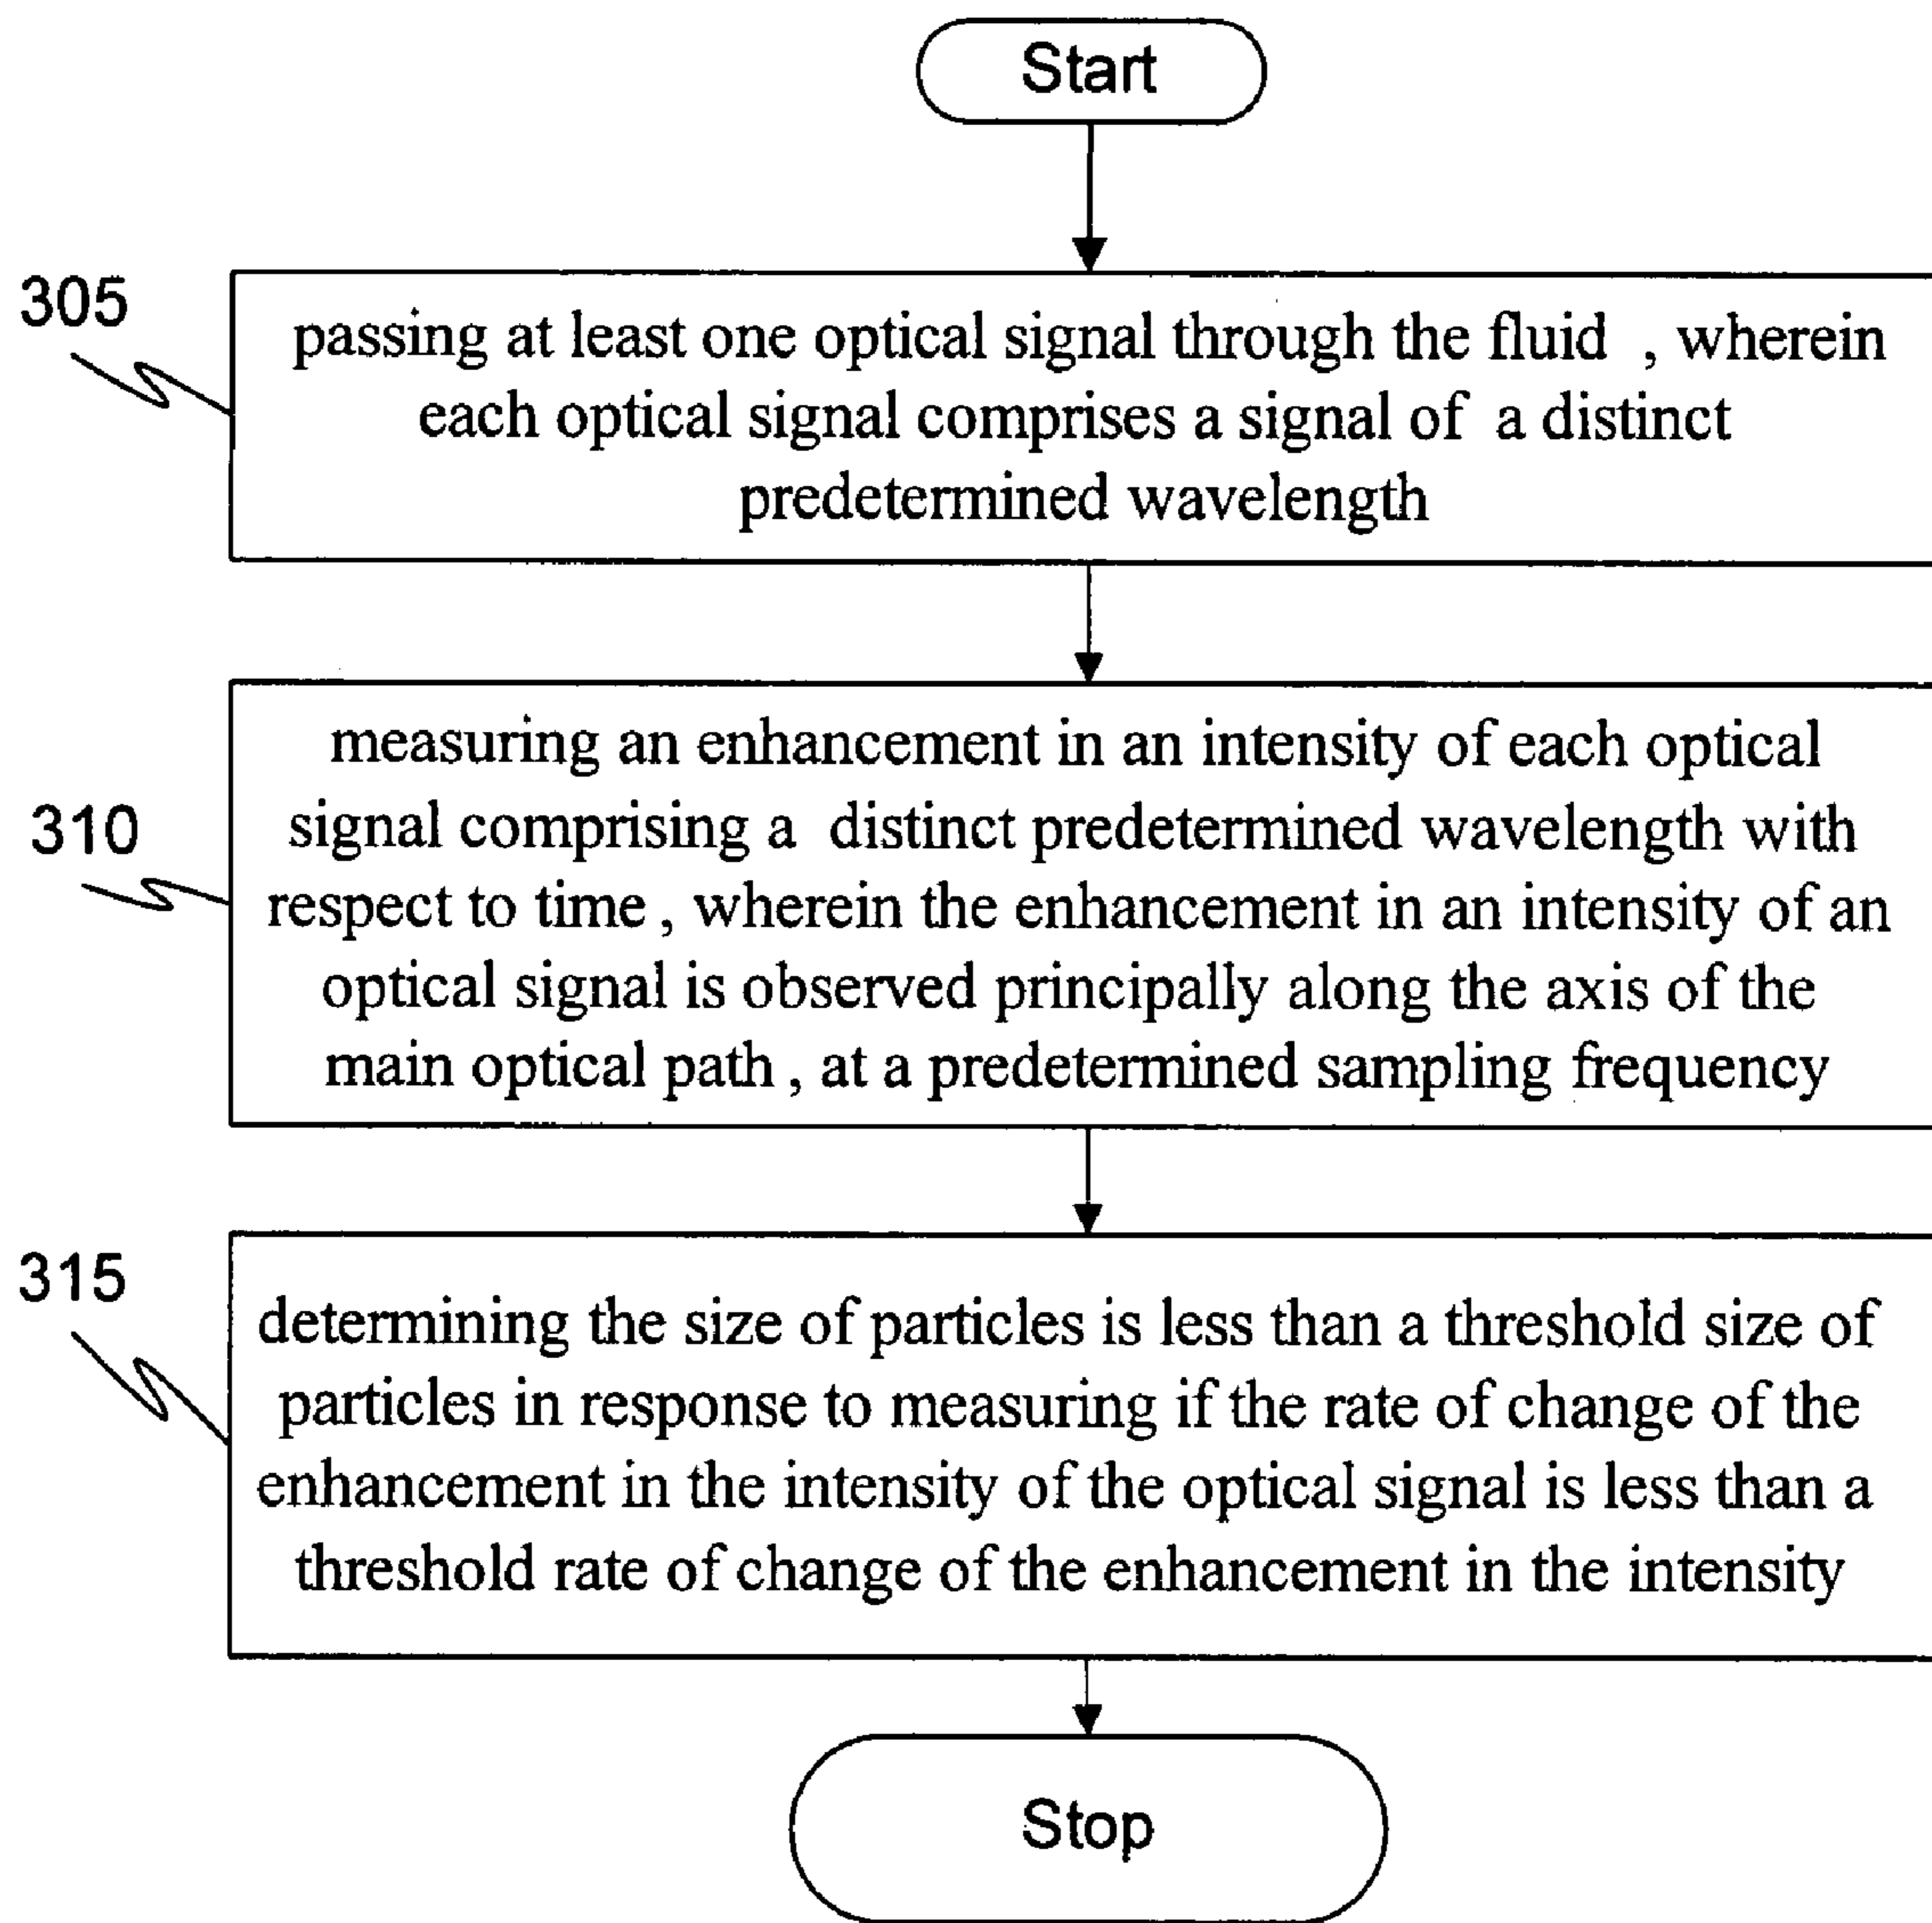 Start
305
passing at least one optical signal through the fluid , wherein
each optical signal comprises a signal of a distinct
predetermined wavelength
310
measuring an enhancement in an intensity of each optical
signal comprising a distinct predetermined wavelength with
respect to time , wherein the enhancement in an intensity of an
optical signal is observed principally along the axis of the
main optical path , at a predetermined sampling frequency
315
determining the size of particles is less than a threshold size of
particles in response to measuring if the rate of change of the
enhancement in the intensity of the optical signal is less than a
threshold rate of change of the enhancement in the intensity
Stop